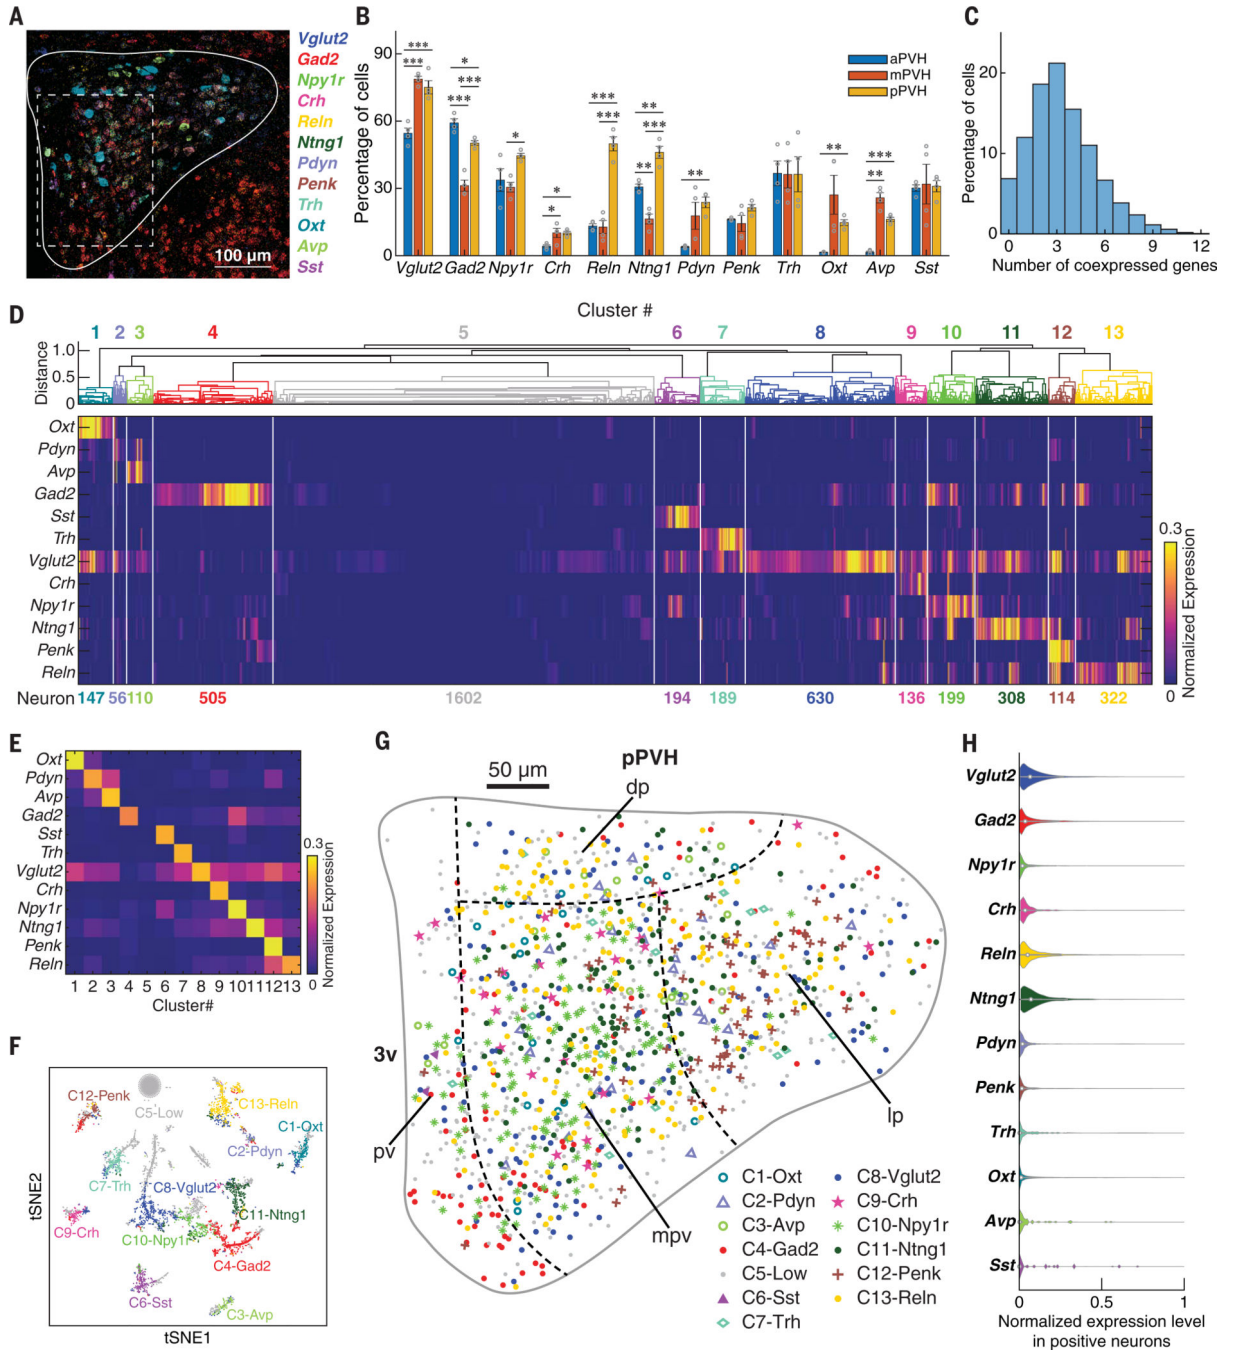 A
Vglut2
Gad2
Npy1r
Crh
Reln
Ntng1
Pdyn
Penk
Trh
Oxt
Avp
Sst
100 μm
B
Percentage of cells
90
60
30
0
*** *** * *** *** * * * *** *** ** *** ** ** ** *** **
aPVH
mPVH
pPVH
Vglut2 Gad2 Npy1r Crh Reln Ntng1 Pdyn Penk Trh Oxt Avp Sst
C
Percentage of cells
20
10
0
0 3 6 9 12
Number of coexpressed genes
D
Cluster #
1 2 3 4 5 6 7 8 9 10 11 12 13
Distance
1.0
0.5
0
Oxt
Pdyn
Avp
Gad2
Sst
Trh
Vglut2
Crh
Npy1r
Ntng1
Penk
Reln
0.3
Normalized Expression
0
Neuron 147 56 110 505 1602 194 189 630 136 199 308 114 322
E
Oxt
Pdyn
Avp
Gad2
Sst
Trh
Vglut2
Crh
Npy1r
Ntng1
Penk
Reln
1 2 3 4 5 6 7 8 9 10 11 12 13
Cluster#
0.3
Normalized Expression
0
F
C12-Penk
C5-Low
C13-Reln
C1-Oxt
C2-Pdyn
C7-Trh
C8-Vglut2
C9-Crh
C10-Npy1r
C11-Ntng1
C4-Gad2
C6-Sst
C3-Avp
tSNE2
tSNE1
G
50 μm
pPVH
dp
3v
pv
lp
mpv
C1-Oxt
C2-Pdyn
C3-Avp
C4-Gad2
C5-Low
C6-Sst
C7-Trh
C8-Vglut2
C9-Crh
C10-Npy1r
C11-Ntng1
C12-Penk
C13-Reln
H
Vglut2
Gad2
Npy1r
Crh
Reln
Ntng1
Pdyn
Penk
Trh
Oxt
Avp
Sst
0 0.5 1
Normalized expression level
in positive neurons